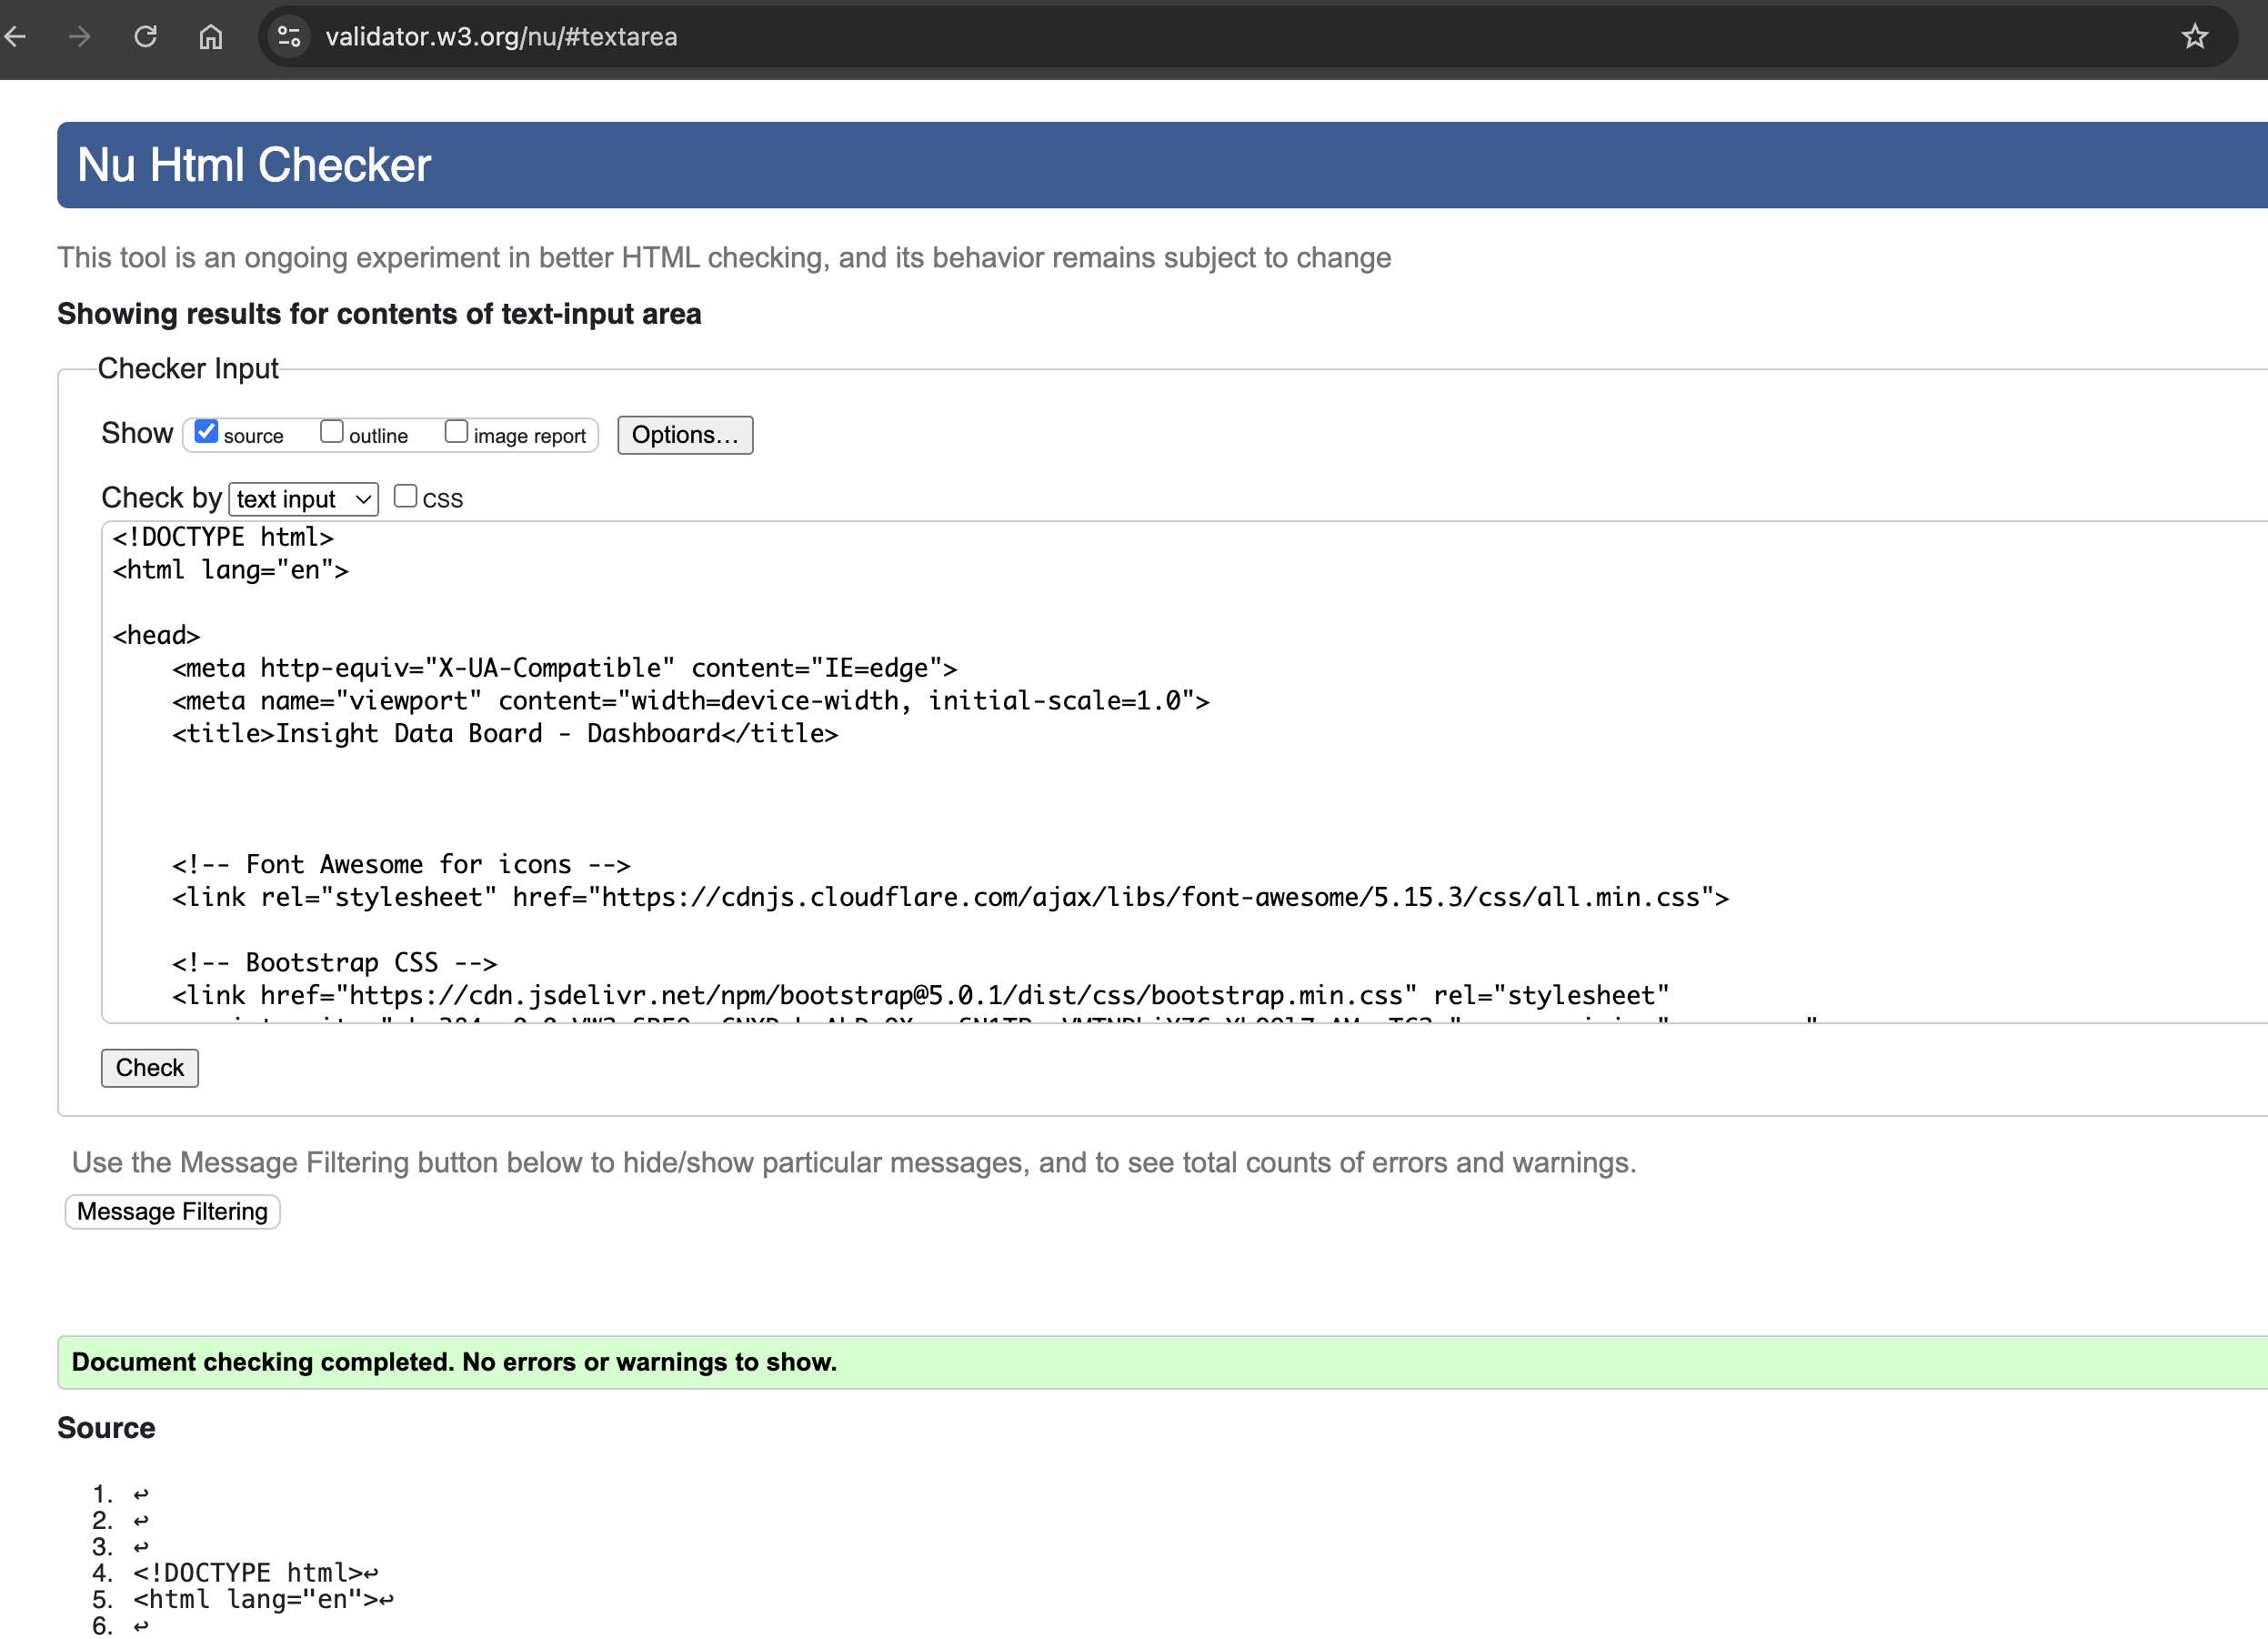 validator.w3.org/nu/#textarea
Nu Html Checker
This tool is an ongoing experiment in better HTML checking, and its behavior remains subject to change
Showing results for contents of text-input area
Checker Input
Show source outline image report Options...
Check by text input CSS
<!DOCTYPE html>
<html lang="en">
<head>
<meta http-equiv="X-UA-Compatible" content="IE=edge">
<meta name="viewport" content="width=device-width, initial-scale=1.0">
<title>Insight Data Board - Dashboard</title>
<!-- Font Awesome for icons -->
<link rel="stylesheet" href="https://cdnjs.cloudflare.com/ajax/libs/font-awesome/5.15.3/css/all.min.css">
<!-- Bootstrap CSS -->
<link href="https://cdn.jsdelivr.net/npm/bootstrap@5.0.1/dist/css/bootstrap.min.css" rel="stylesheet"
Check
Use the Message Filtering button below to hide/show particular messages, and to see total counts of errors and warnings.
Message Filtering
Document checking completed. No errors or warnings to show.
Source
1. ↩
2. ↩
3. ↩
4. <!DOCTYPE html>↩
5. <html lang="en">↩
6. ↩